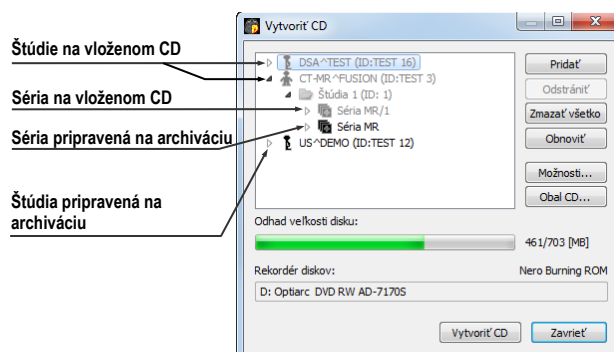 Vytvoriť CD
Štúdie na vloženom CD
DSA^TEST (ID:TEST 16)
Pridať
CT-MR^FUSION (ID:TEST 3)
Odstrániť
Štúdia 1 (ID: 1)
Séria na vloženom CD
Séria MR/1
Zmazať všetko
Séria pripravená na archiváciu
Séria MR
Obnoviť
US^DEMO (ID:TEST 12)
Možnosti...
Štúdia pripravená na
archiváciu
Obal CD...
Odhad veľkosti disku:
461/703 [MB]
Rekordér diskov:
Nero Burning ROM
D: Optiarc DVD RW AD-7170S
Vytvoriť CD
Zavrieť